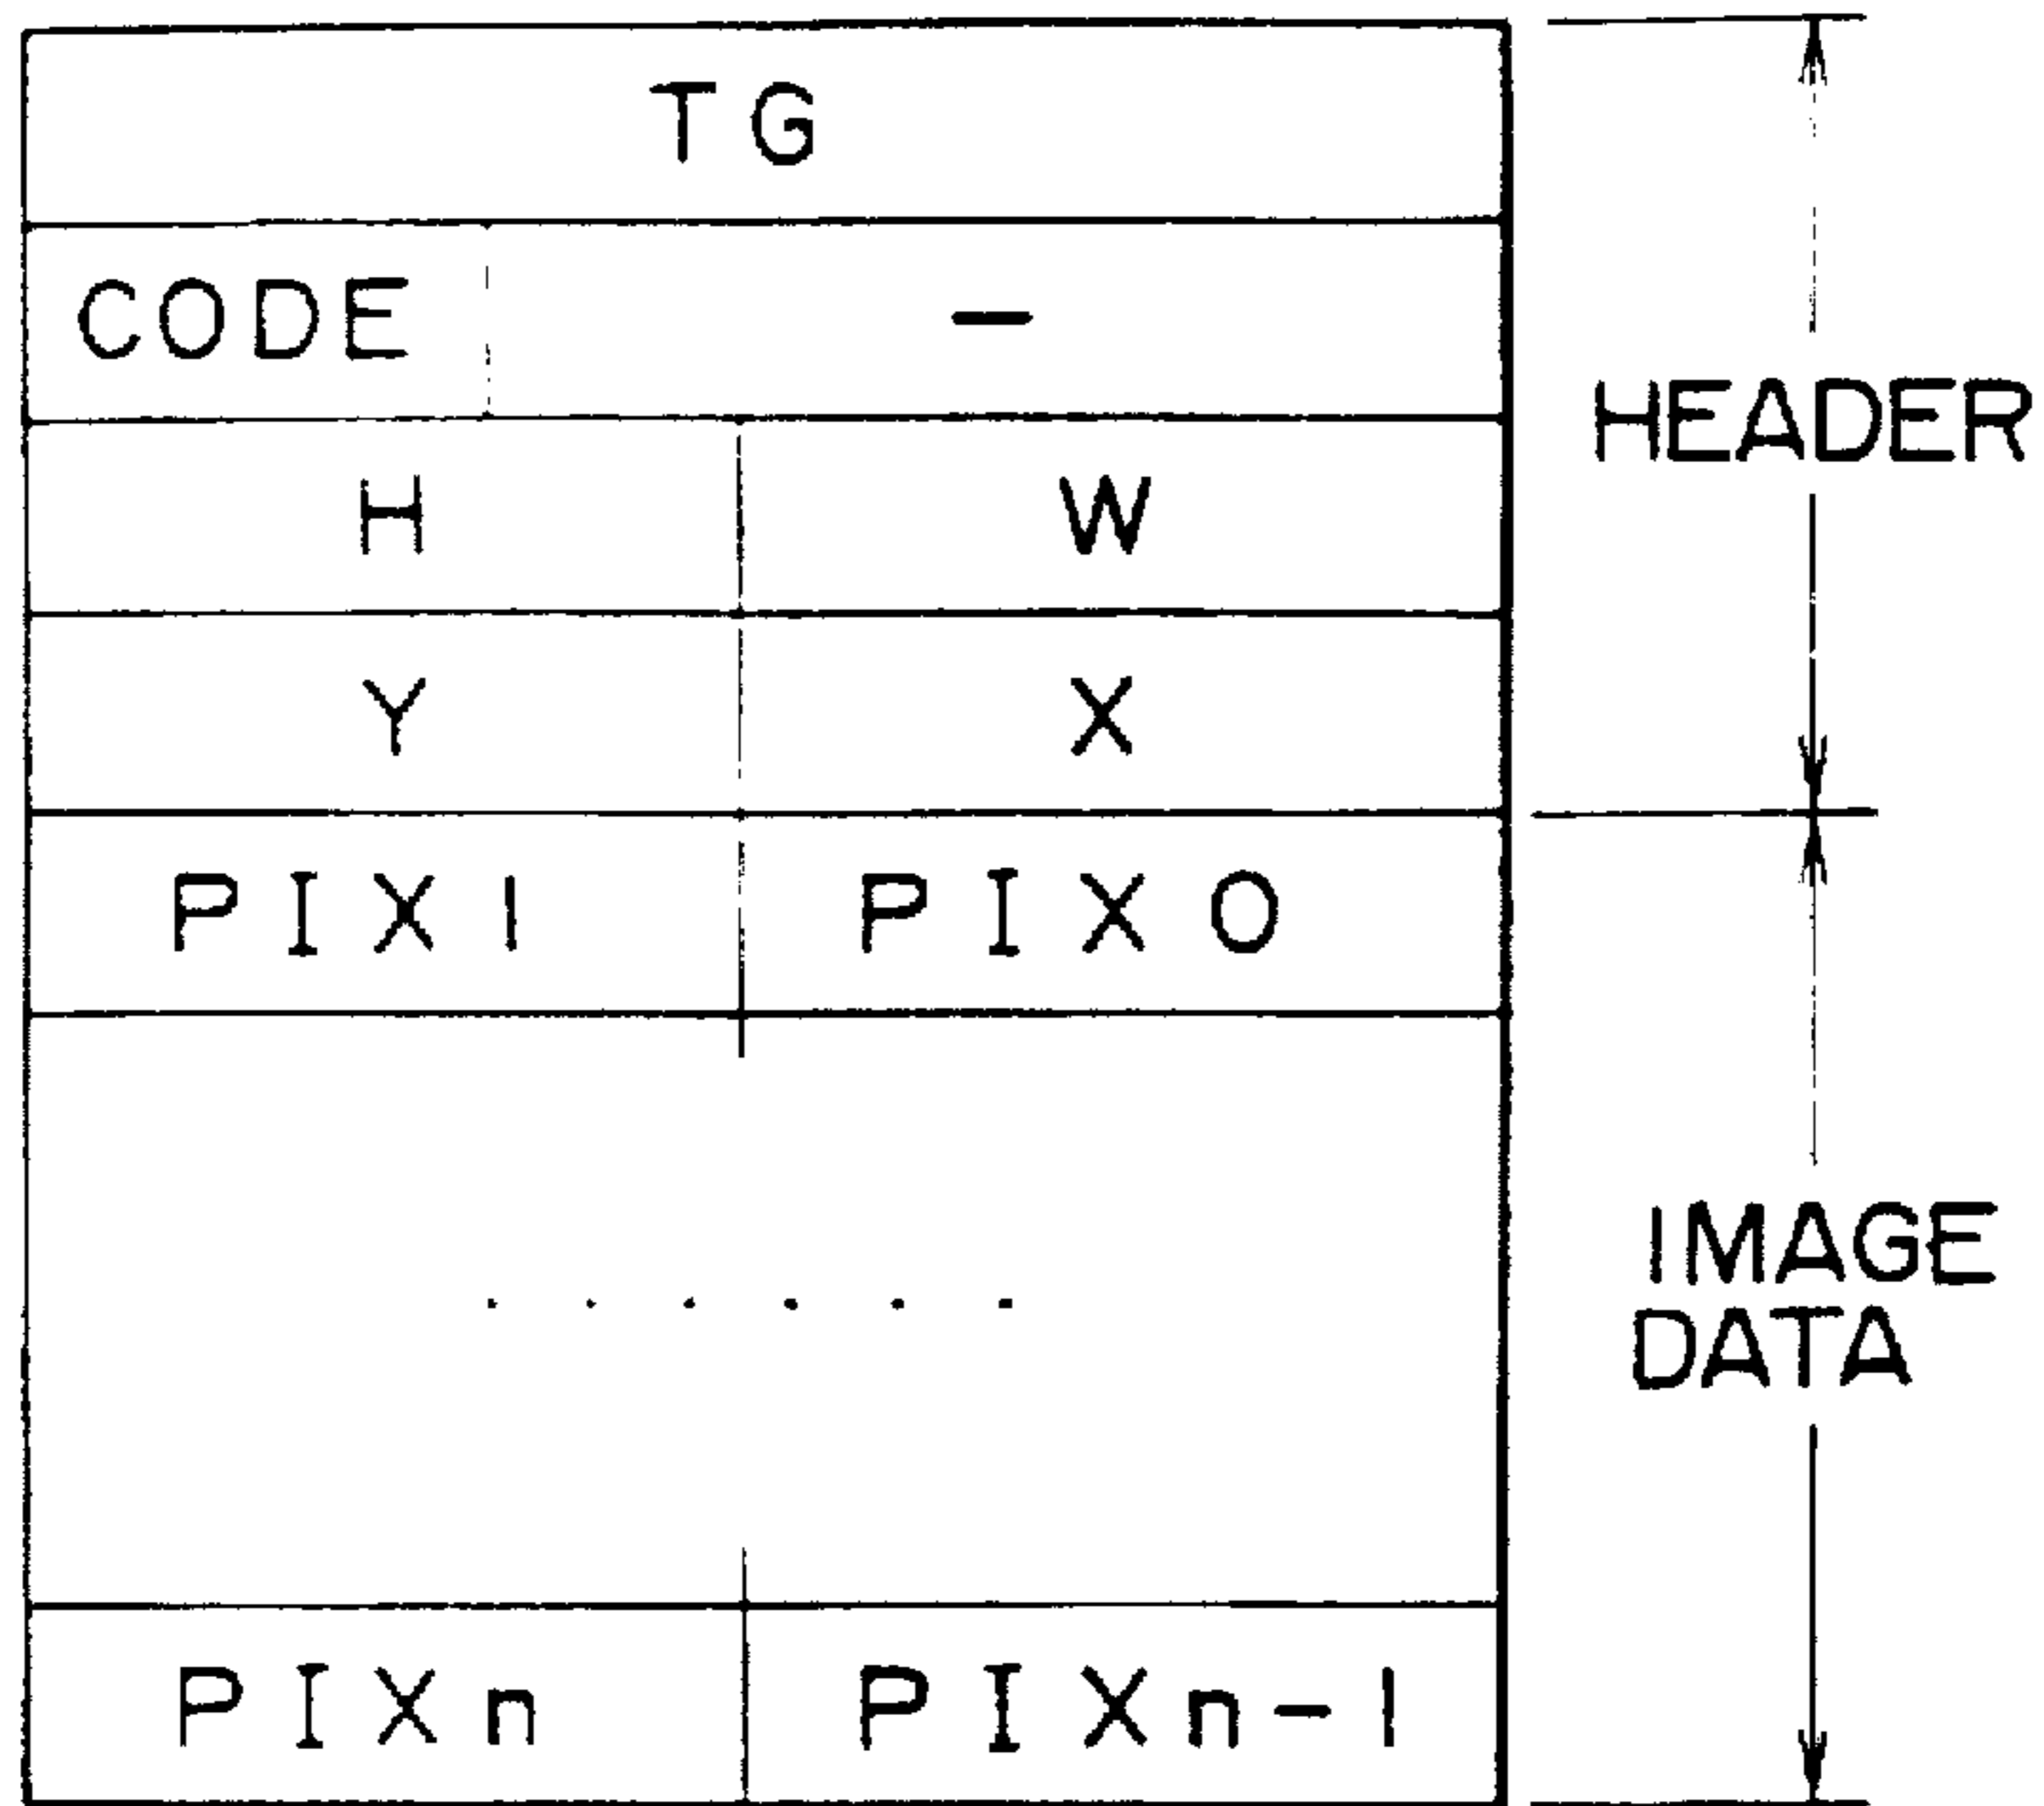 TG
CODE -
HEADER
H W
Y X
PIX1 PIX0
IMAGE
DATA
. . . . . .
PIXn PIXn-1